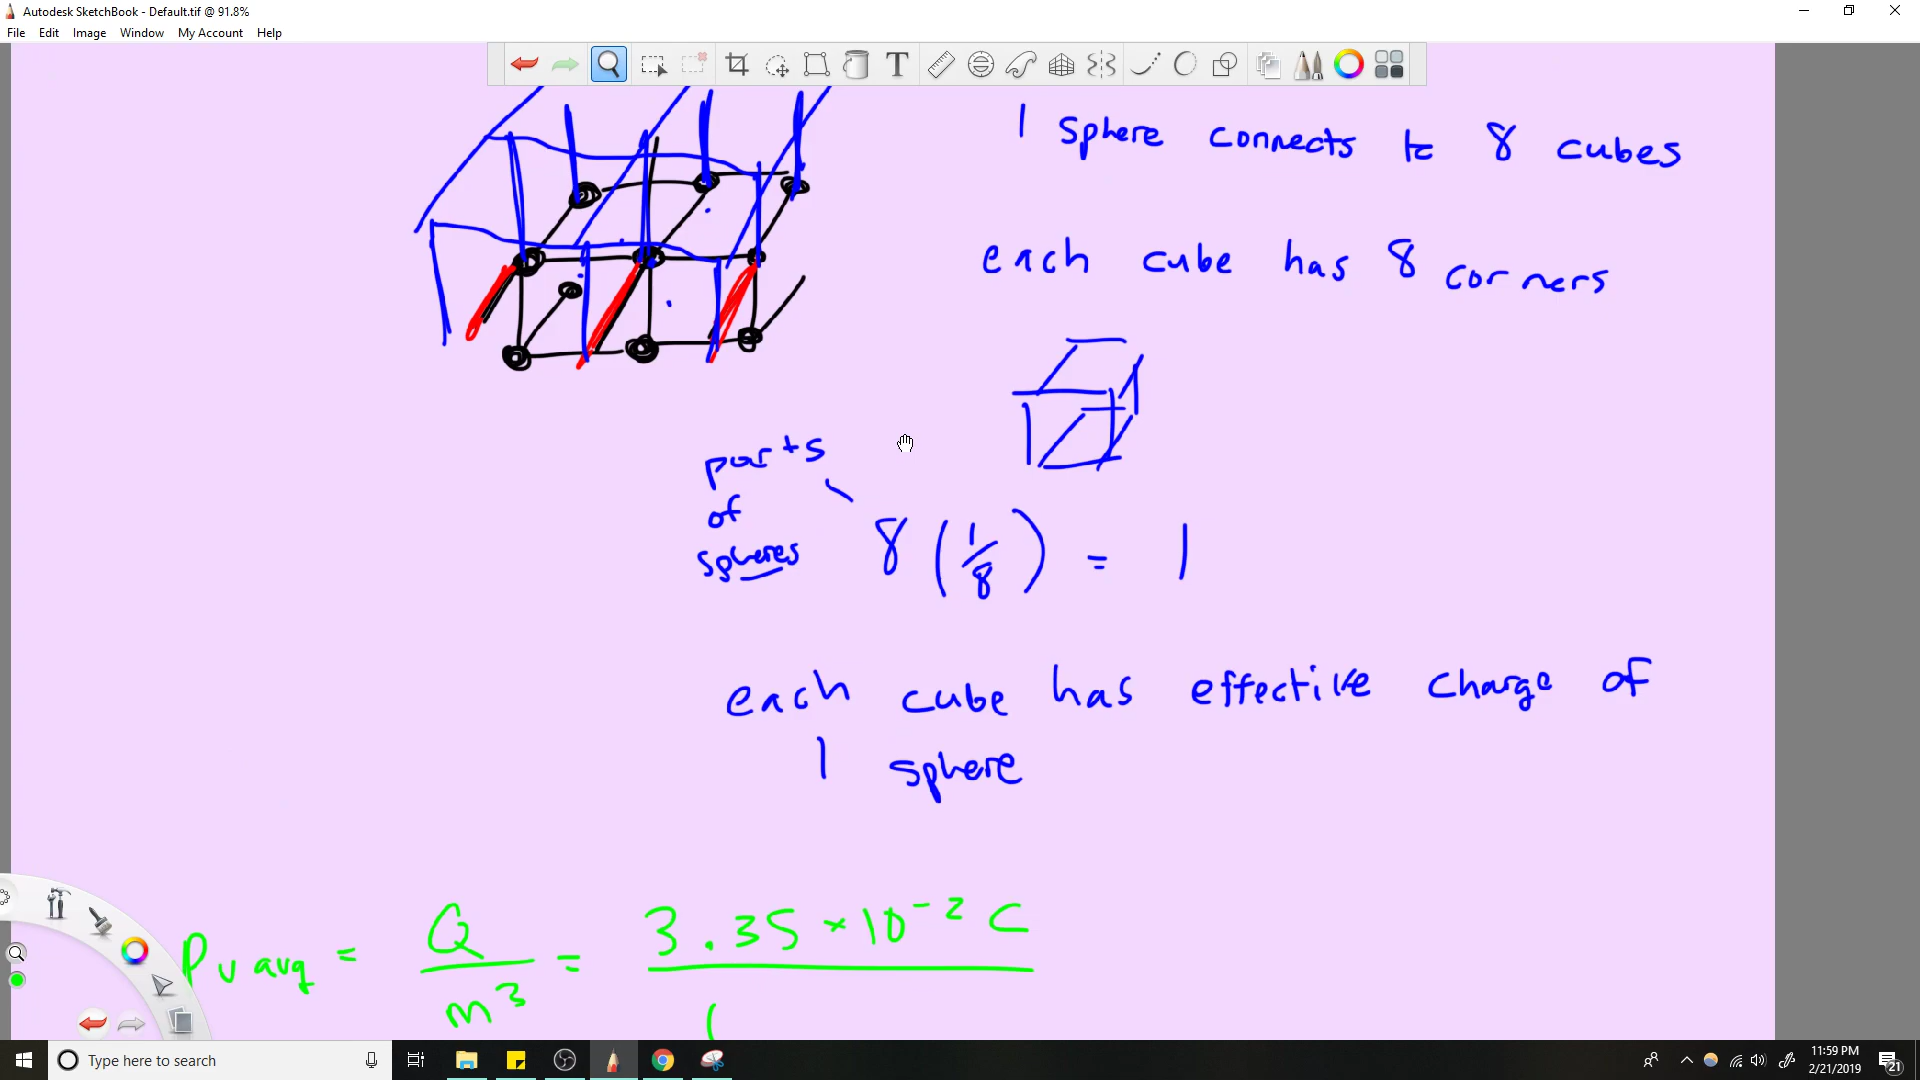 Autodesk SketchBook - Default.tif @ 91.8%
File Edit Image Window My Account Help
1 sphere connects to 8 cubes
each cube has 8 corners
parts
of
spheres
8 (1/8) = 1
each cube has effective charge of
1 sphere
ρv avg = Q/m³ = 3.35 × 10⁻² C
(
Type here to search
11:59 PM
2/21/2019
21